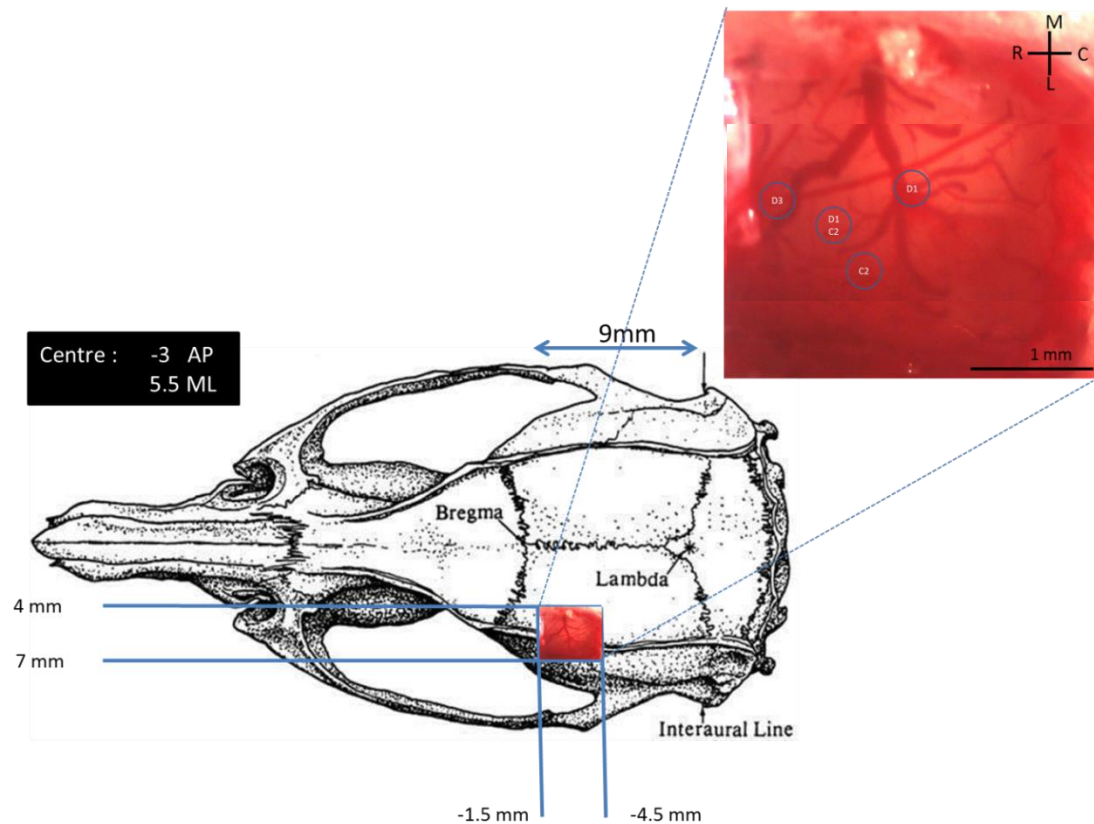 M
R
C
L
D3
D1
D1
C2
C2
1 mm
9mm
Centre : -3 AP
5.5 ML
Bregma
Lambda
4 mm
7 mm
Interaural Line
-1.5 mm
-4.5 mm